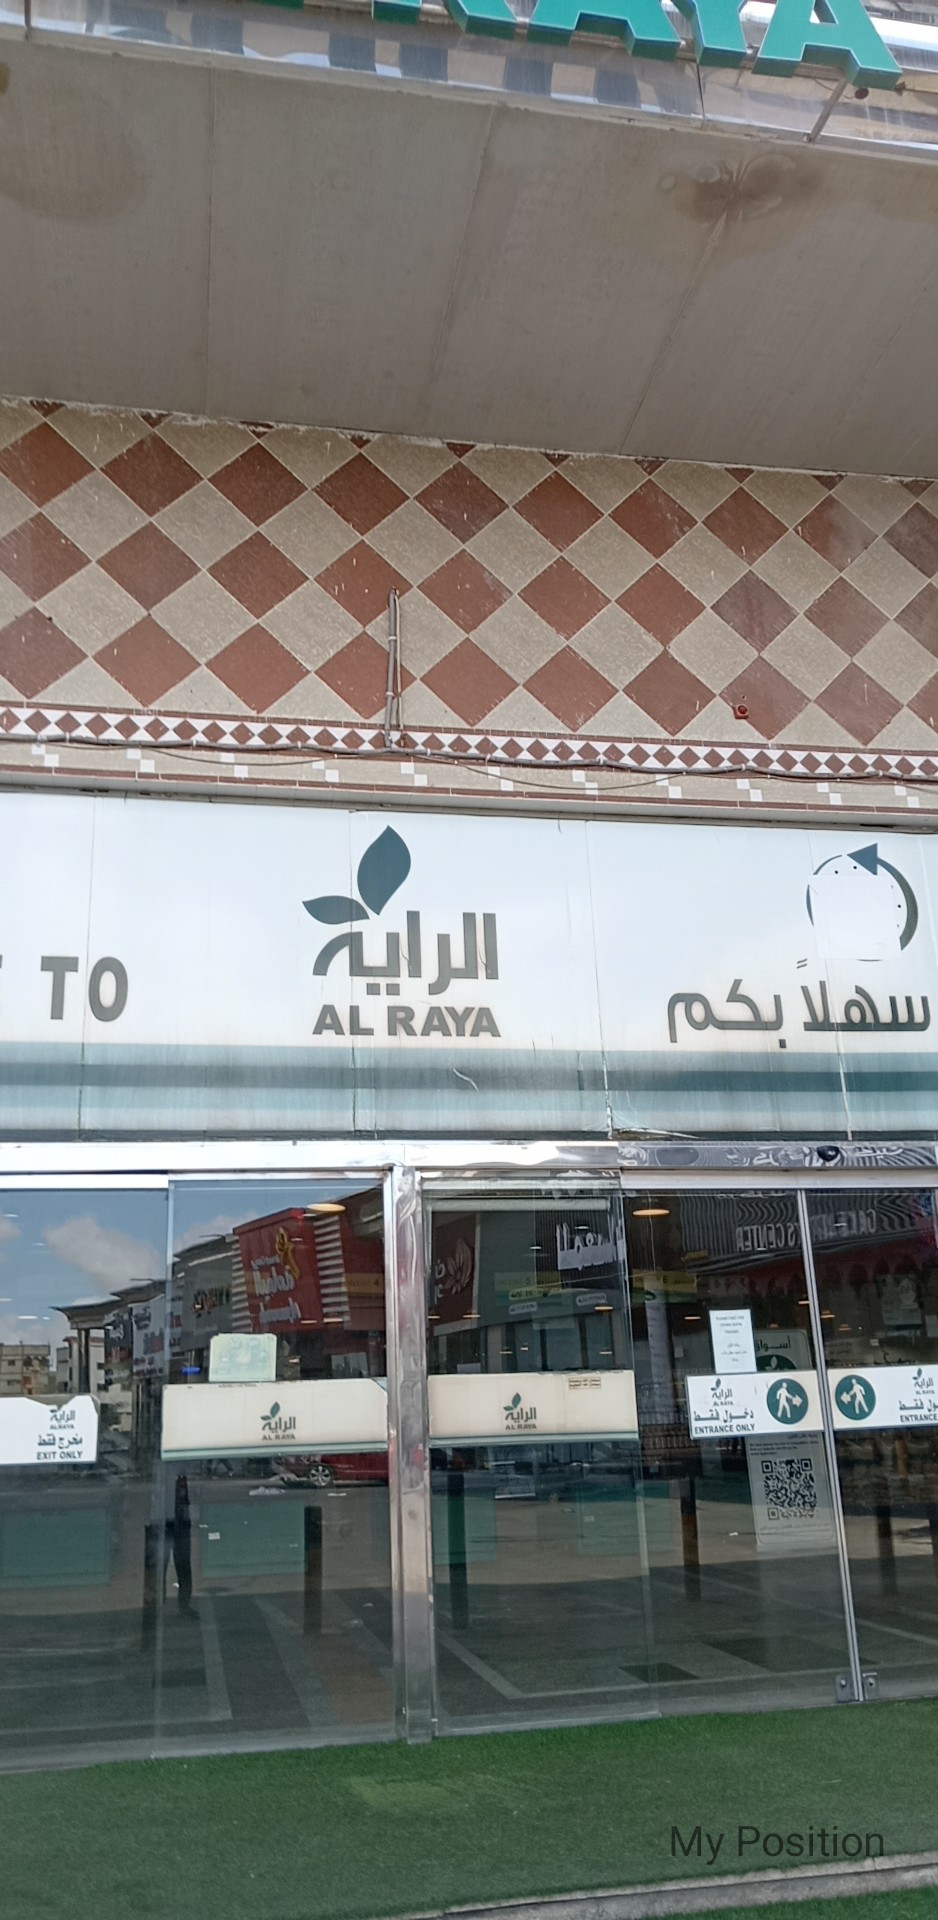 RAYA
TO
الراية
AL RAYA
سهلاً بكم
الراية
AL RAYA
مخرج فقط
EXIT ONLY
الراية
AL RAYA
الراية
AL RAYA
الراية
AL RAYA
دخول فقط
ENTRANCE ONLY
الراية
AL RAYA
ENTRANCE
أسواق
My Position